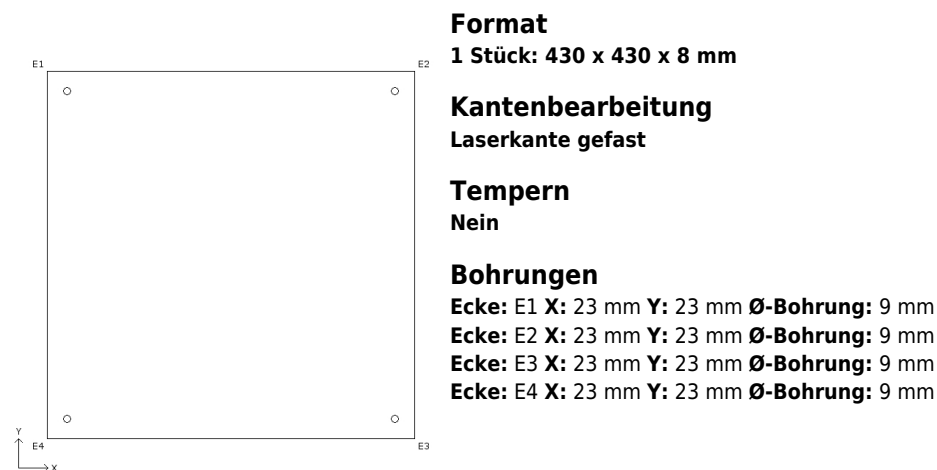 Format
1 Stück: 430 x 430 x 8 mm
Kantenbearbeitung
Laserkante gefast
Tempern
Nein
Bohrungen
Ecke: E1 X: 23 mm Y: 23 mm Ø-Bohrung: 9 mm
Ecke: E2 X: 23 mm Y: 23 mm Ø-Bohrung: 9 mm
Ecke: E3 X: 23 mm Y: 23 mm Ø-Bohrung: 9 mm
Ecke: E4 X: 23 mm Y: 23 mm Ø-Bohrung: 9 mm
E1
E2
E4
E3
Y
X